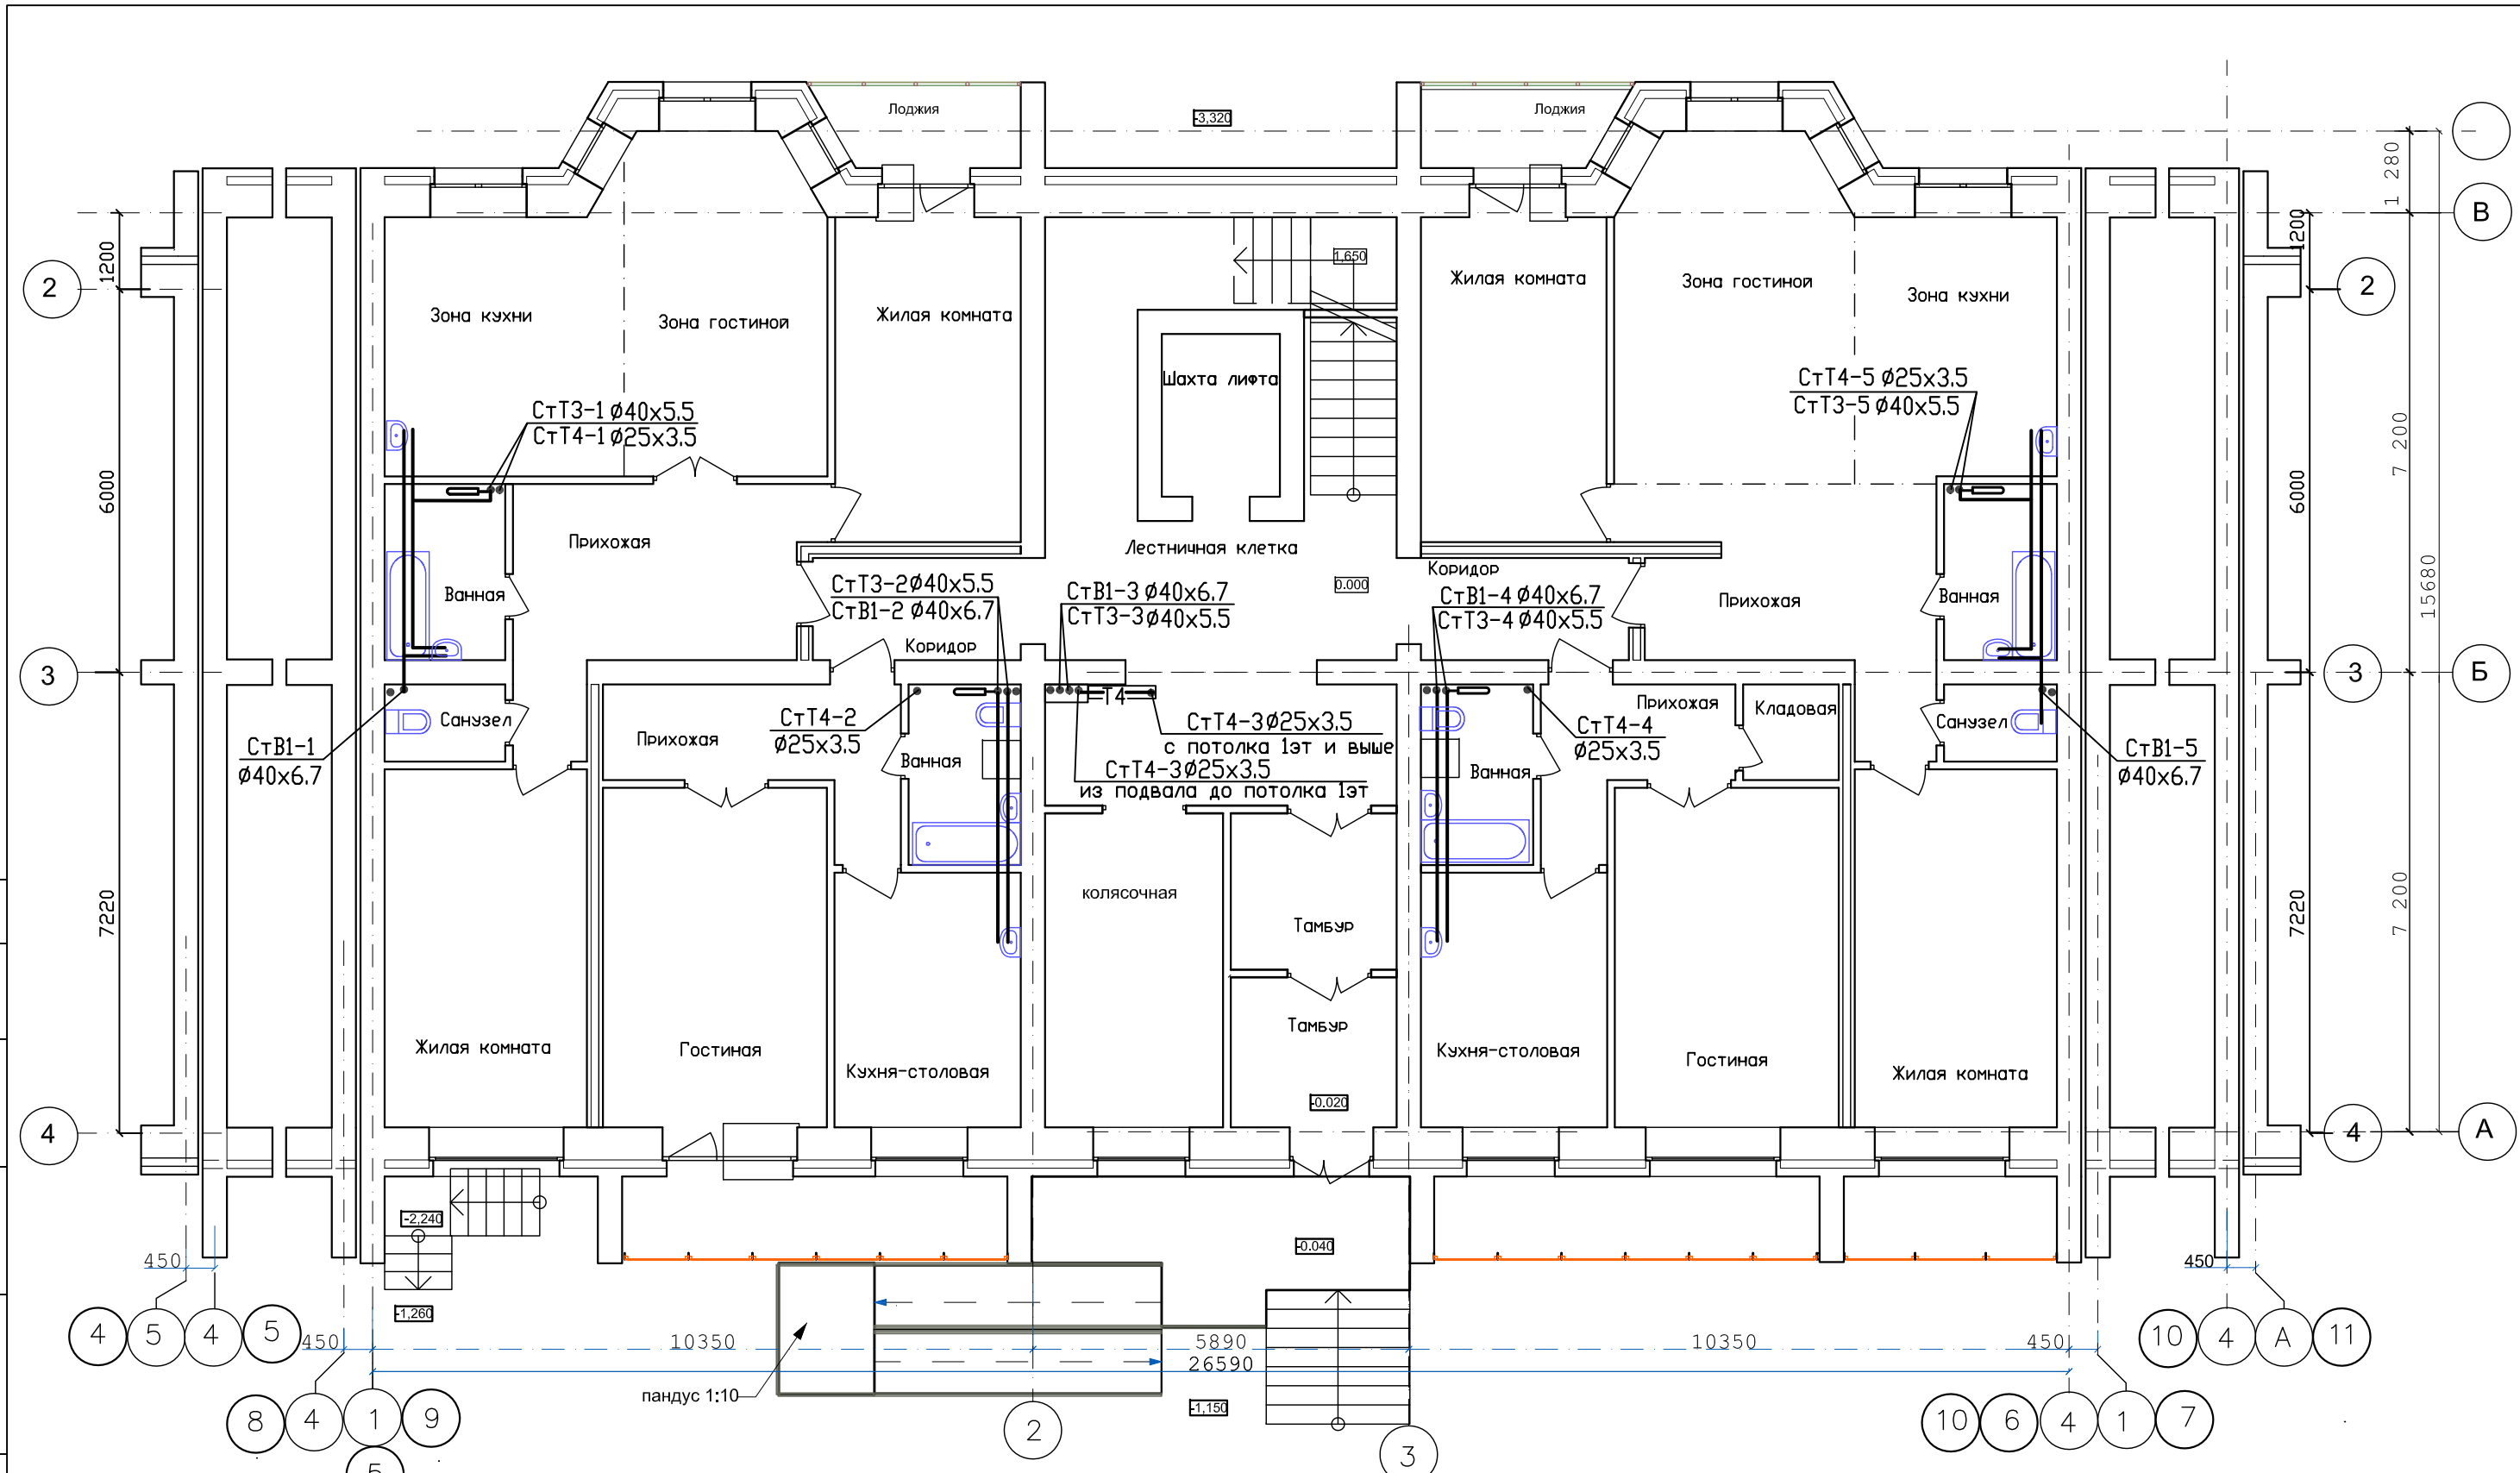 Лоджия
-3,320
Лоджия
1 280
В
1200
1,650
1200
2
Зона кухни
Зона гостиной
Жилая комната
Жилая комната
Зона гостиной
Зона кухни
2
Шахта лифта
СтТ3-1 Ø40х5.5
СтТ4-1 Ø25х3.5
СтТ4-5 Ø25х3.5
СтТ3-5 Ø40х5.5
6000
6000
7 200
15680
Прихожая
Лестничная клетка
Ванная
СтТ3-2Ø40х5.5
СтВ1-2 Ø40х6.7
СтВ1-3 Ø40х6.7
СтТ3-3Ø40х5.5
0.000
Коридор
СтВ1-4 Ø40х6.7
СтТ3-4 Ø40х5.5
Прихожая
Ванная
Коридор
3
3
Б
Санузел
СтВ1-1
Ø40х6.7
Прихожая
СтТ4-2
Ø25х3.5
Ванная
Т4
СтТ4-3Ø25х3.5
с потолка 1эт и выше
СтТ4-3Ø25х3.5
из подвала до потолка 1эт
Ванная
СтТ4-4
Ø25х3.5
Прихожая
Кладовая
Санузел
СтВ1-5
Ø40х6.7
7220
колясочная
Тамбур
7220
7 200
Жилая комната
Гостиная
Кухня-столовая
Тамбур
Кухня-столовая
Гостиная
Жилая комната
-0.020
4
4
А
-2,240
-0.040
450
450
-1,260
4
5
4
5
450
10350
5890
10350
450
10
4
А
11
26590
пандус 1:10
-1,150
8
4
1
9
2
3
10
6
4
1
7
5